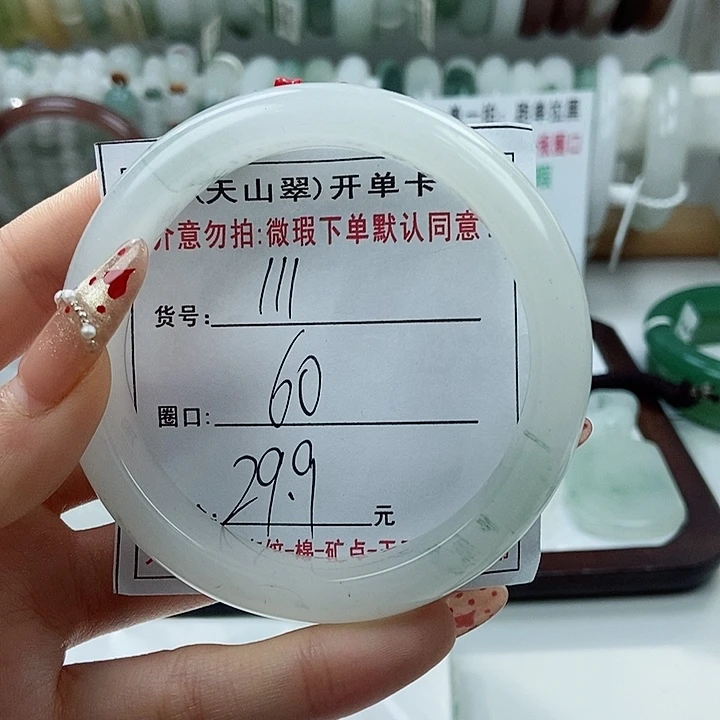 (天山翠)开单卡
介意勿拍:微瑕下单默认同意
货号: 111
圈口: 60
29.9 元
纹-棉-矿点-